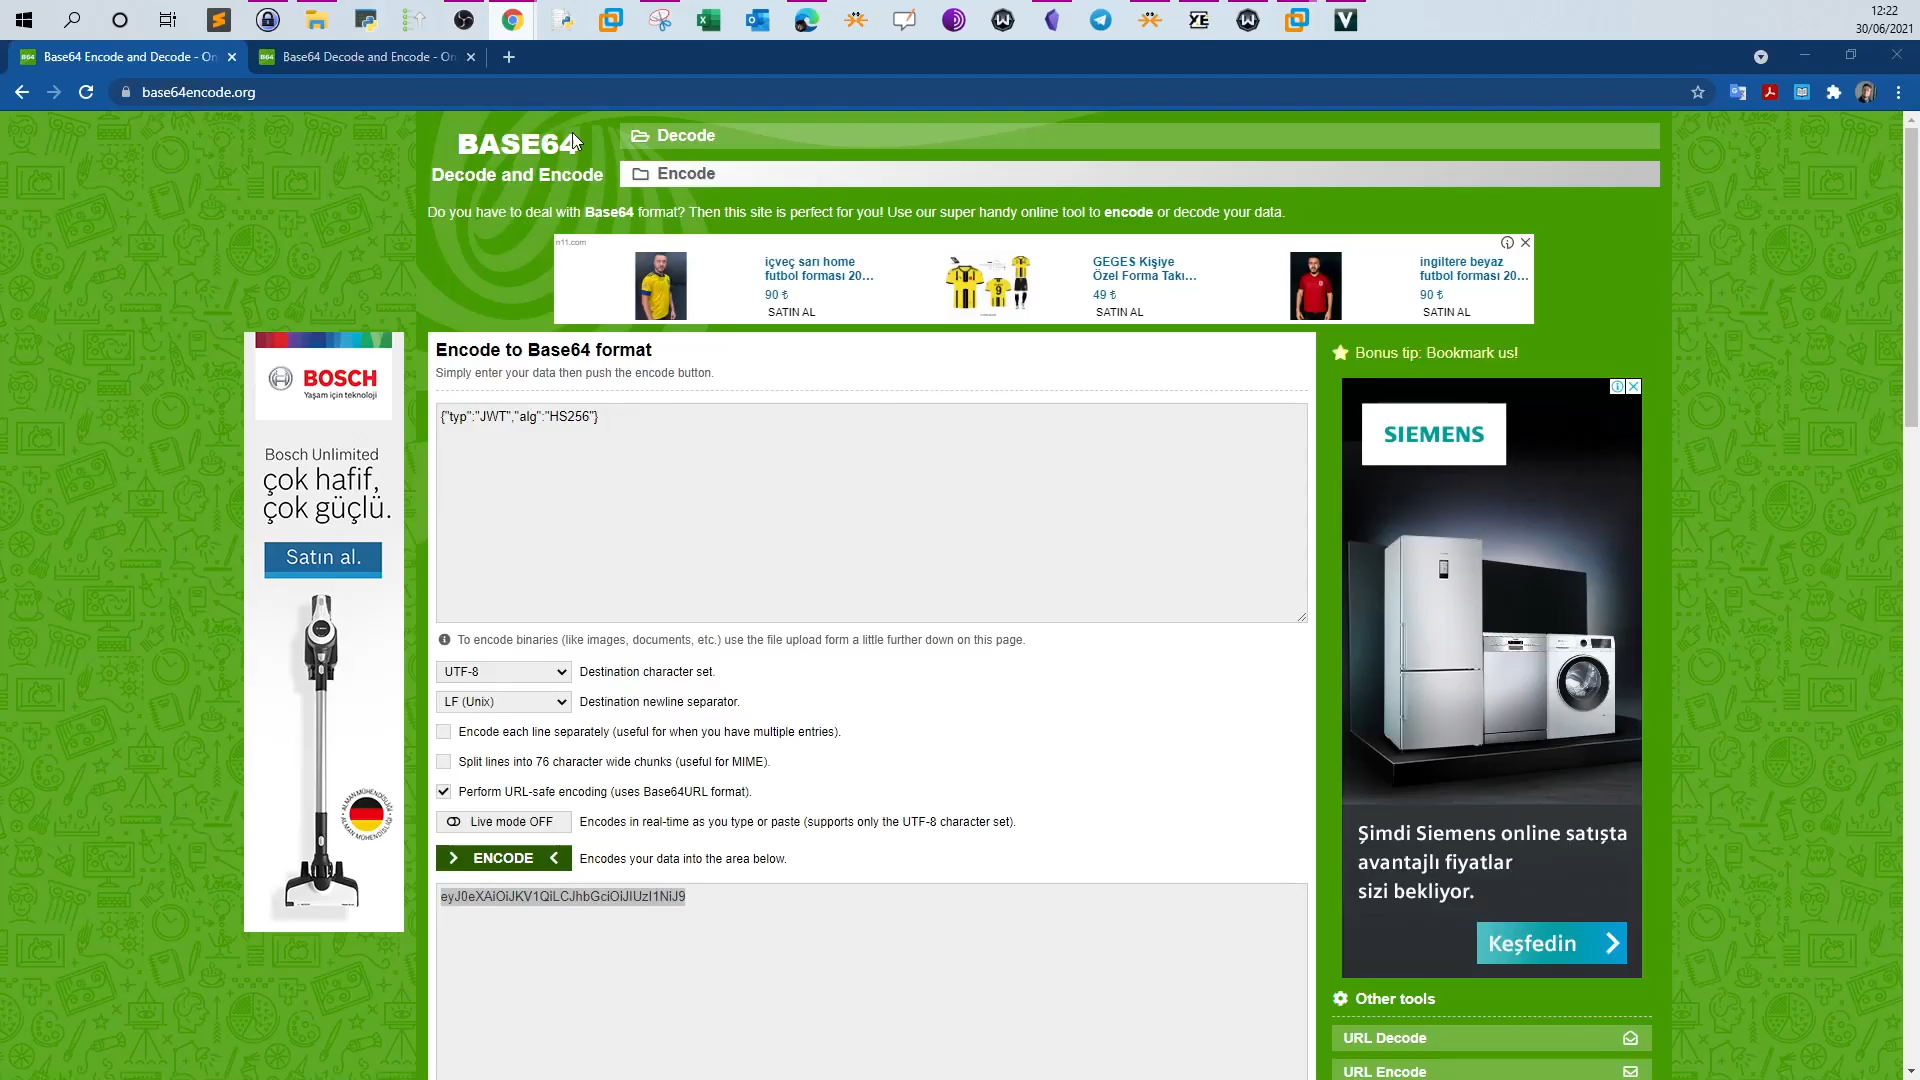 12:22
30/06/2021
Base64 Encode and Decode - On
Base64 Decode and Encode - On
base64encode.org
BASE64
Decode and Encode
Decode
Encode
Do you have to deal with Base64 format? Then this site is perfect for you! Use our super handy online tool to encode or decode your data.
n11.com
içveç sarı home
futbol forması 20...
90 ₺
SATIN AL
GEGES Kişiye
Özel Forma Takı...
49 ₺
SATIN AL
ingiltere beyaz
futbol forması 20...
90 ₺
SATIN AL
BOSCH
Yaşam için teknoloji
Bosch Unlimited
çok hafif,
çok güçlü.
Satın al.
ALMAN MÜHENDİSLİĞİ
ALMAN MÜHENDİSLİĞİ
Encode to Base64 format
Simply enter your data then push the encode button.
{"typ":"JWT","alg":"HS256"}
To encode binaries (like images, documents, etc.) use the file upload form a little further down on this page.
UTF-8
Destination character set.
LF (Unix)
Destination newline separator.
Encode each line separately (useful for when you have multiple entries).
Split lines into 76 character wide chunks (useful for MIME).
Perform URL-safe encoding (uses Base64URL format).
Live mode OFF
Encodes in real-time as you type or paste (supports only the UTF-8 character set).
ENCODE
Encodes your data into the area below.
eyJ0eXAiOiJKV1QiLCJhbGciOiJIUzI1NiJ9
Bonus tip: Bookmark us!
SIEMENS
Şimdi Siemens online satışta
avantajlı fiyatlar
sizi bekliyor.
Keşfedin
Other tools
URL Decode
URL Encode